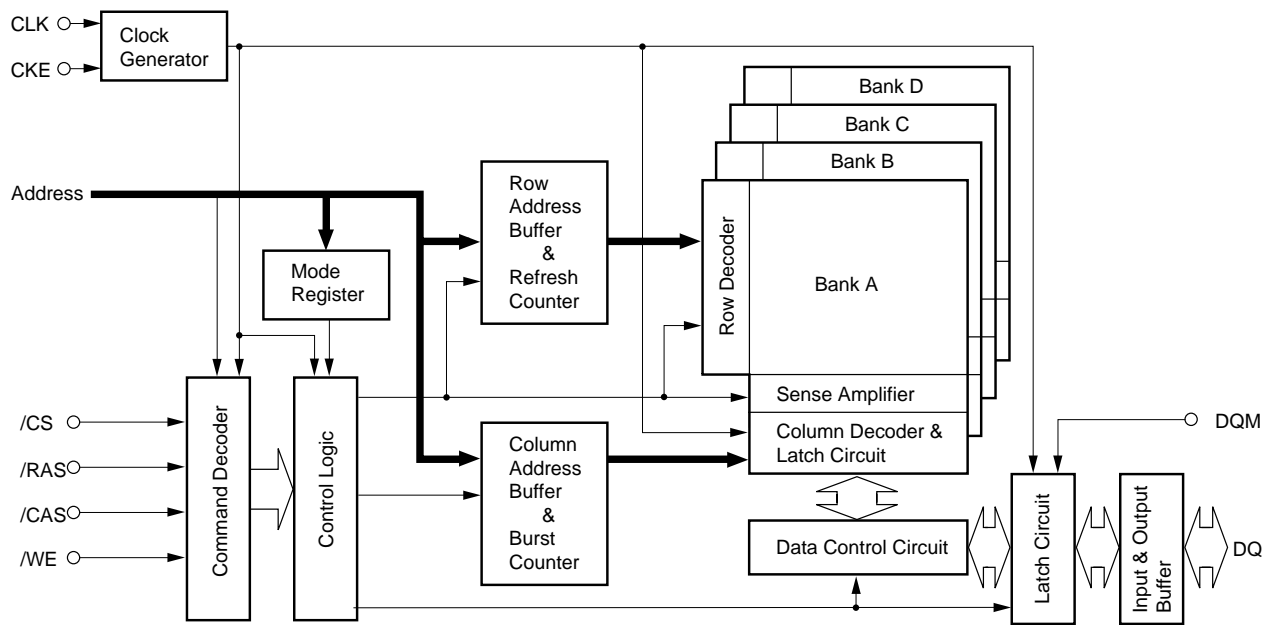 CLK
CKE
Clock
Generator
Bank D
Bank C
Bank B
Address
Row
Address
Buffer
&
Refresh
Counter
Mode
Register
Row Decoder
Bank A
Sense Amplifier
Column Decoder &
Latch Circuit
/CS
/RAS
/CAS
/WE
Command Decoder
Control Logic
Column
Address
Buffer
&
Burst
Counter
DQM
Data Control Circuit
Latch Circuit
Input & Output
Buffer
DQ